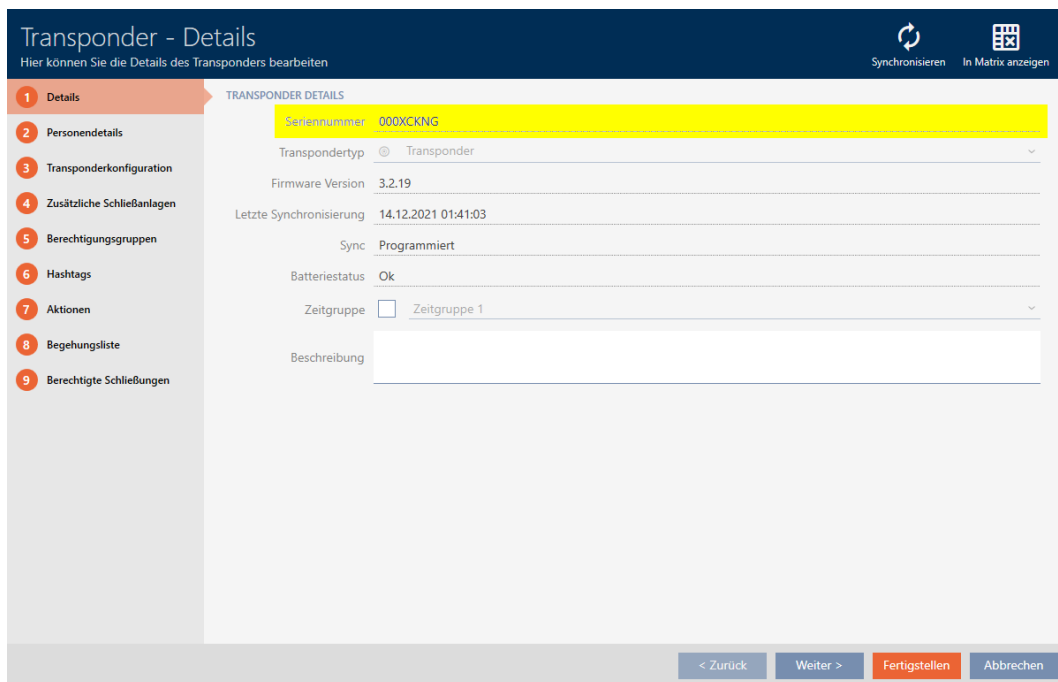 Transponder - Details
Hier können Sie die Details des Transponders bearbeiten
Synchronisieren
In Matrix anzeigen
1 Details
2 Personendetails
3 Transponderkonfiguration
4 Zusätzliche Schließanlagen
5 Berechtigungsgruppen
6 Hashtags
7 Aktionen
8 Begehungsliste
9 Berechtigte Schließungen
TRANSPONDER DETAILS
Seriennummer 000XCKNG
Transpondertyp Transponder
Firmware Version 3.2.19
Letzte Synchronisierung 14.12.2021 01:41:03
Sync Programmiert
Batteriestatus Ok
Zeitgruppe Zeitgruppe 1
Beschreibung
< Zurück
Weiter >
Fertigstellen
Abbrechen